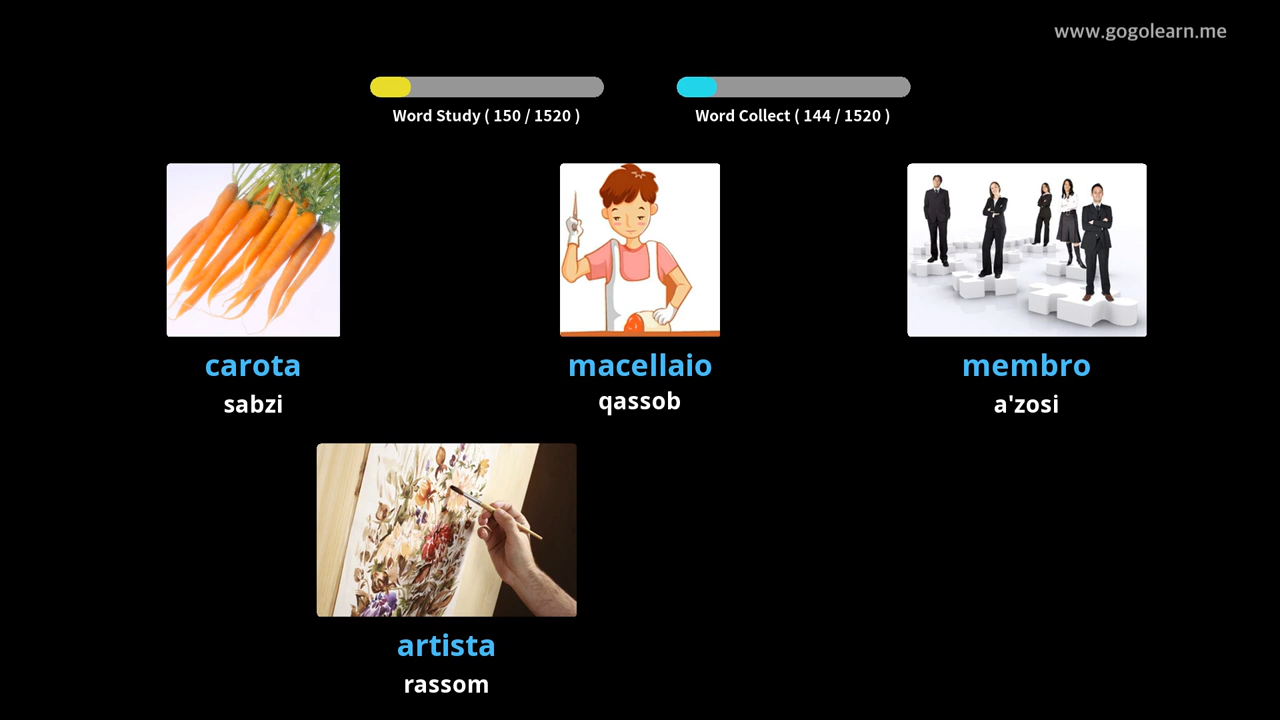 www.gogolearn.me
Word Study ( 150 / 1520 )
Word Collect ( 144 / 1520 )
carota
sabzi
macellaio
qassob
membro
a'zosi
artista
rassom